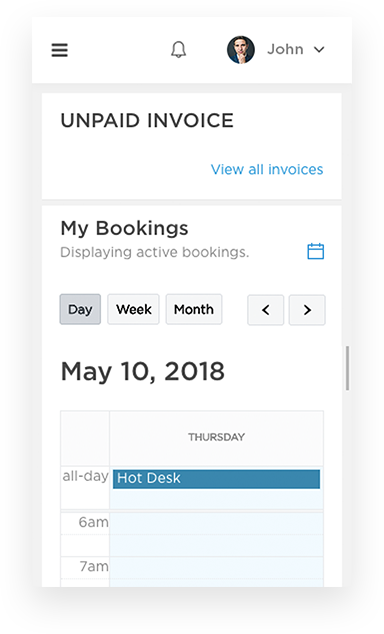 John
UNPAID INVOICE
View all invoices
My Bookings
Displaying active bookings.
Day Week Month
May 10, 2018
THURSDAY
all-day Hot Desk
6am
7am